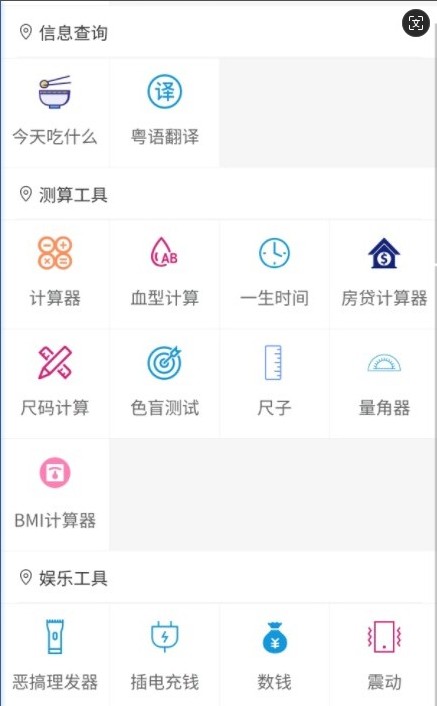 信息查询
译
今天吃什么
粤语翻译
测算工具
AB
计算器
血型计算
一生时间
房贷计算器
尺码计算
色盲测试
尺子
量角器
BMI计算器
娱乐工具
恶搞理发器
插电充钱
数钱
震动